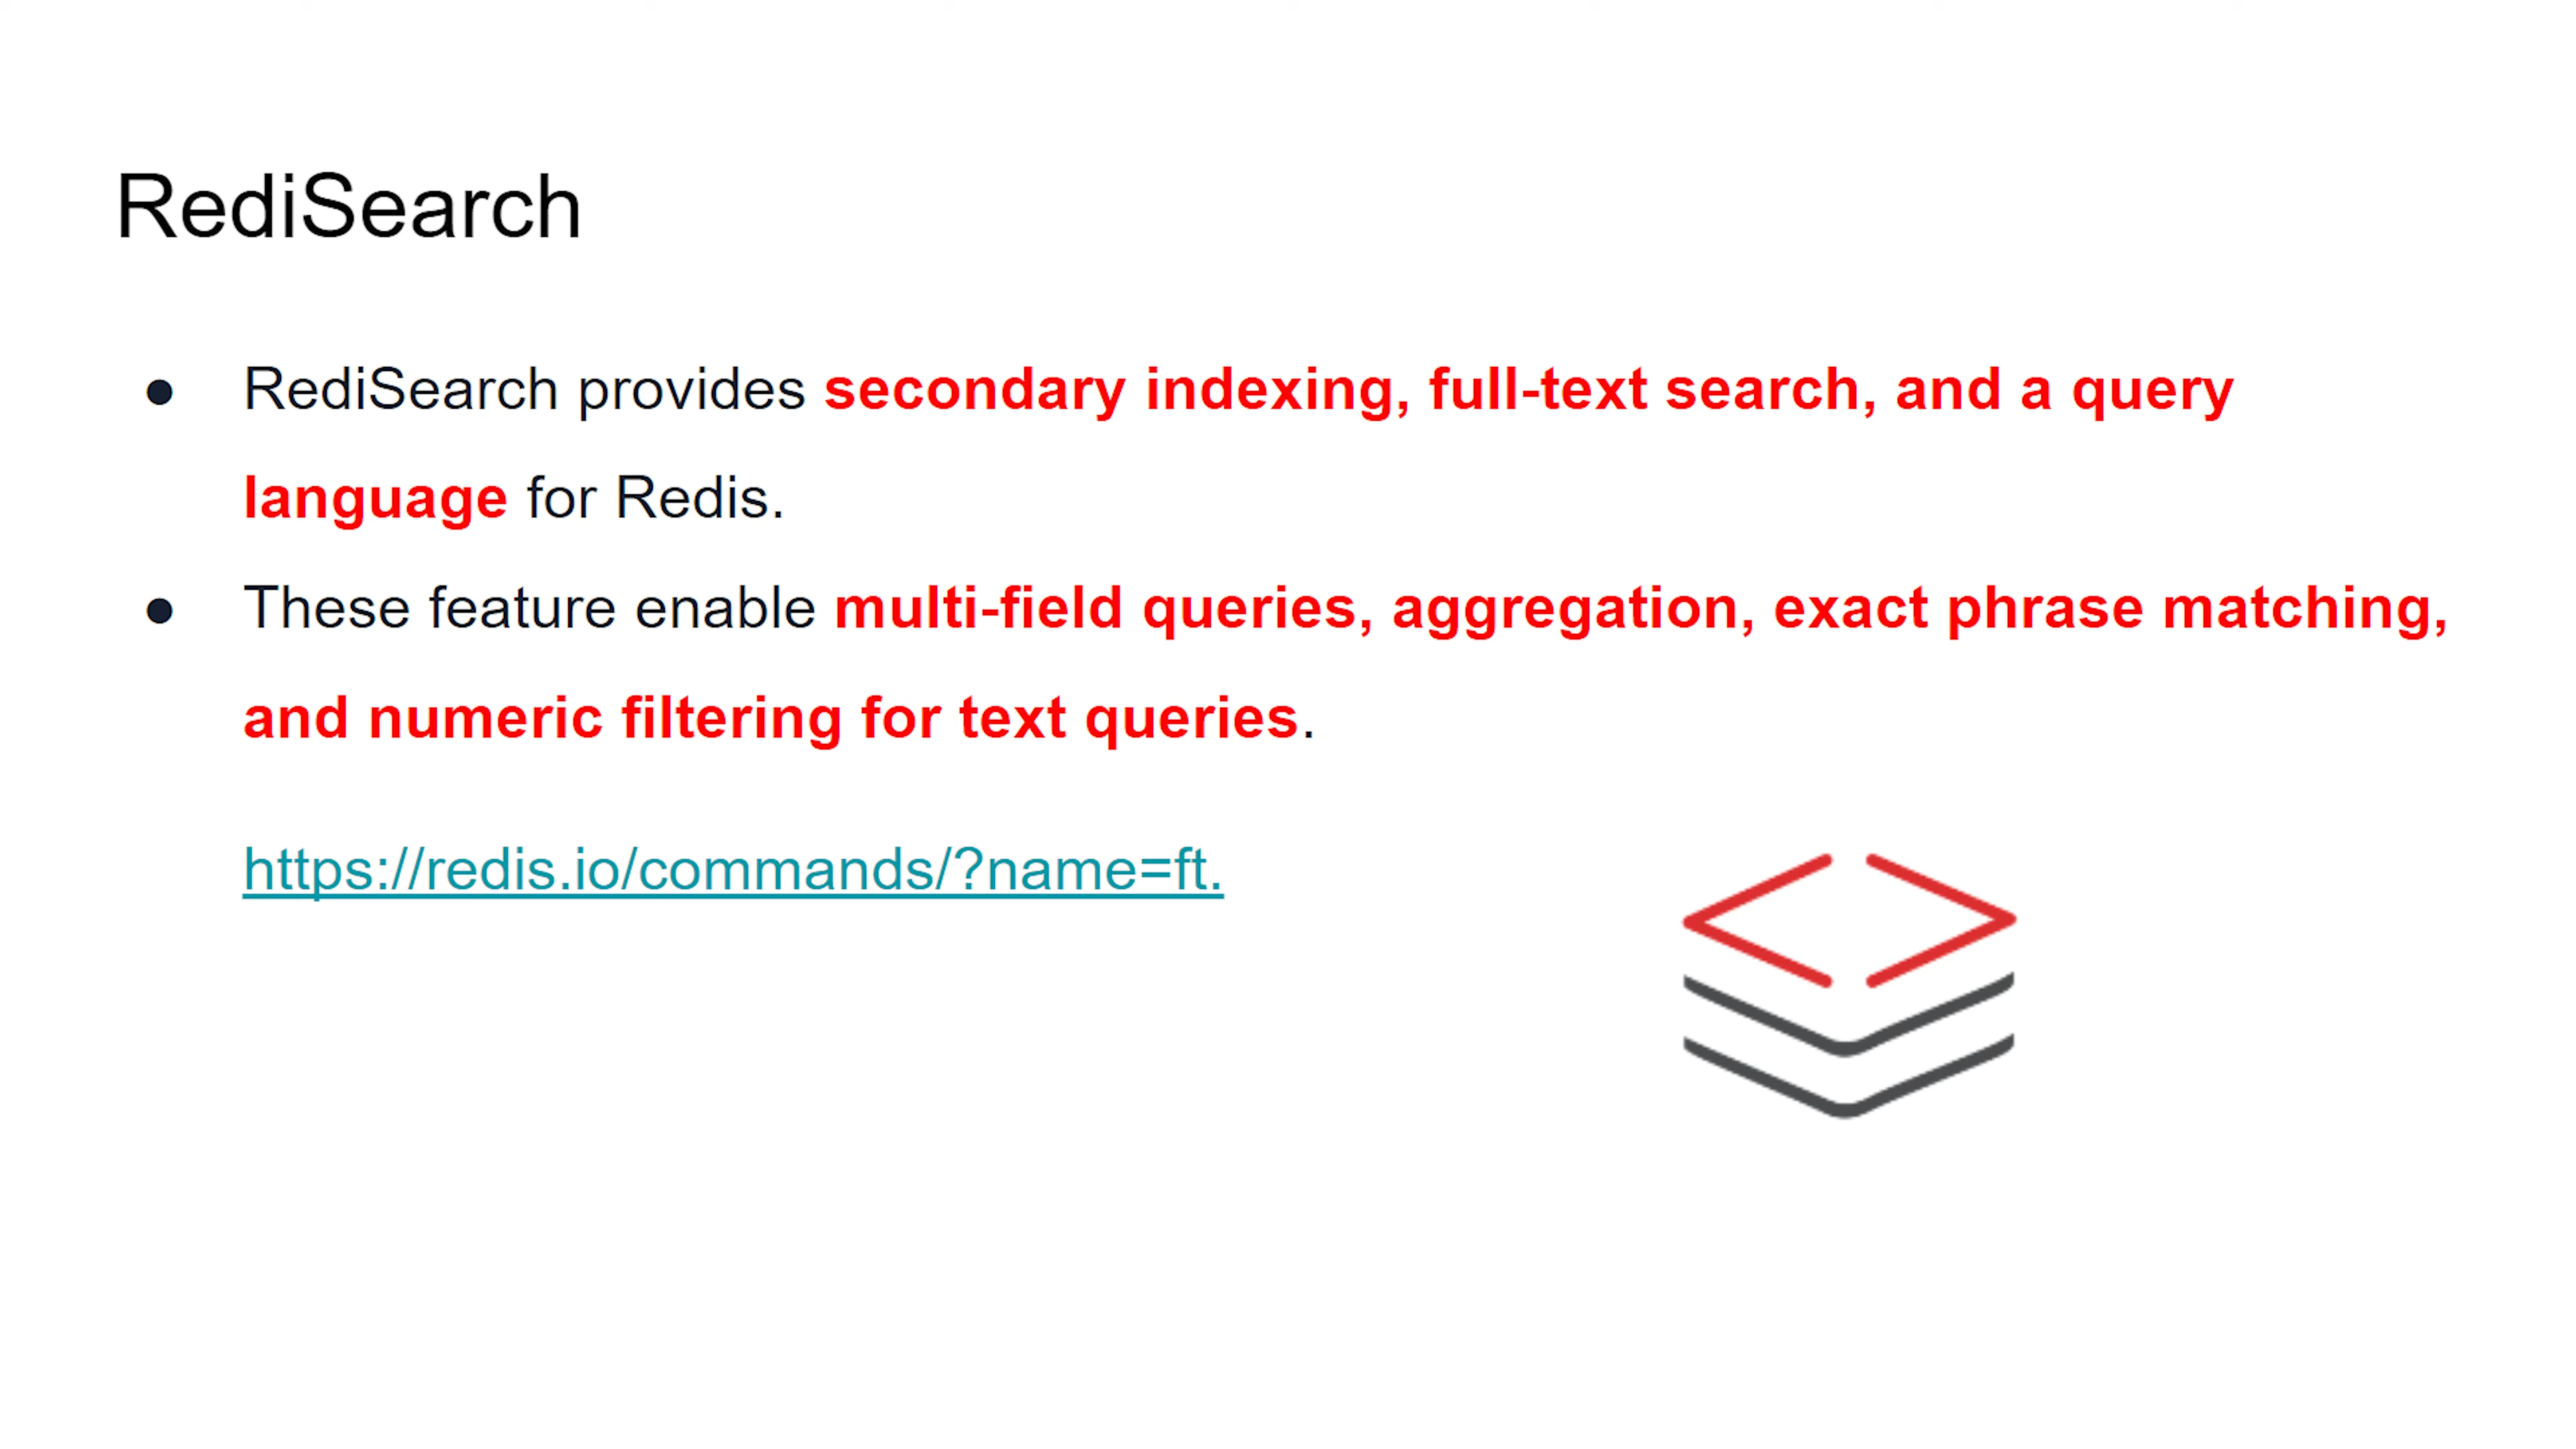 RediSearch
● RediSearch provides secondary indexing, full-text search, and a query
language for Redis.
● These feature enable multi-field queries, aggregation, exact phrase matching,
and numeric filtering for text queries.
https://redis.io/commands/?name=ft.